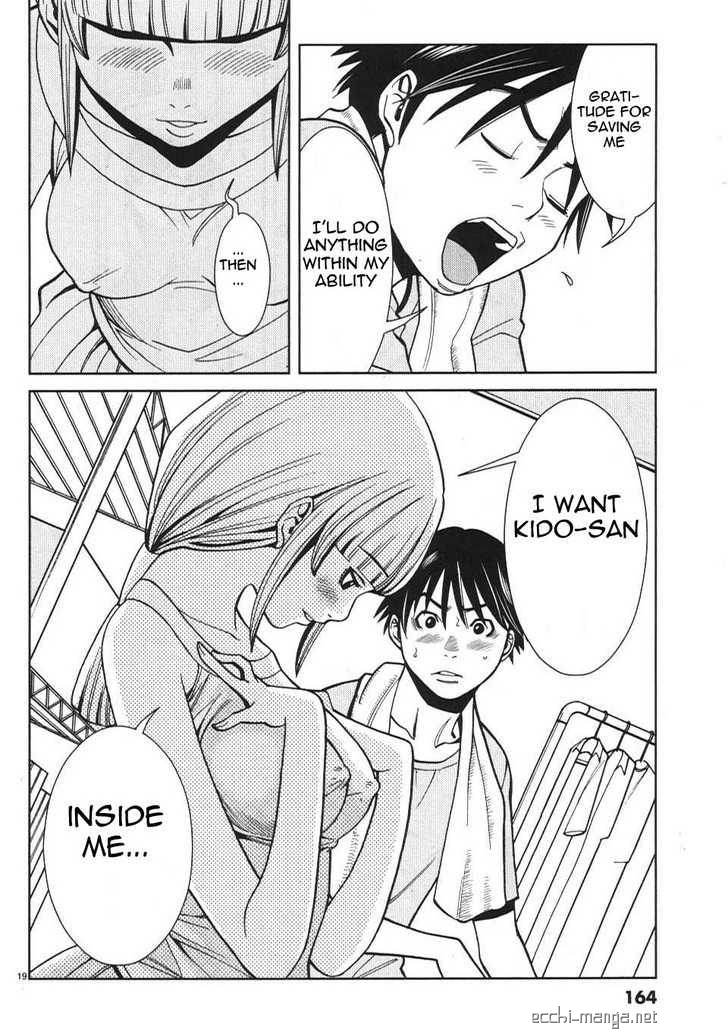 GRATI-
TUDE FOR
SAVING
ME
I'LL DO
ANYTHING
WITHIN MY
ABILITY
...
THEN
...
I WANT
KIDO-SAN
INSIDE
ME...
19
164
ecchi-manga.net